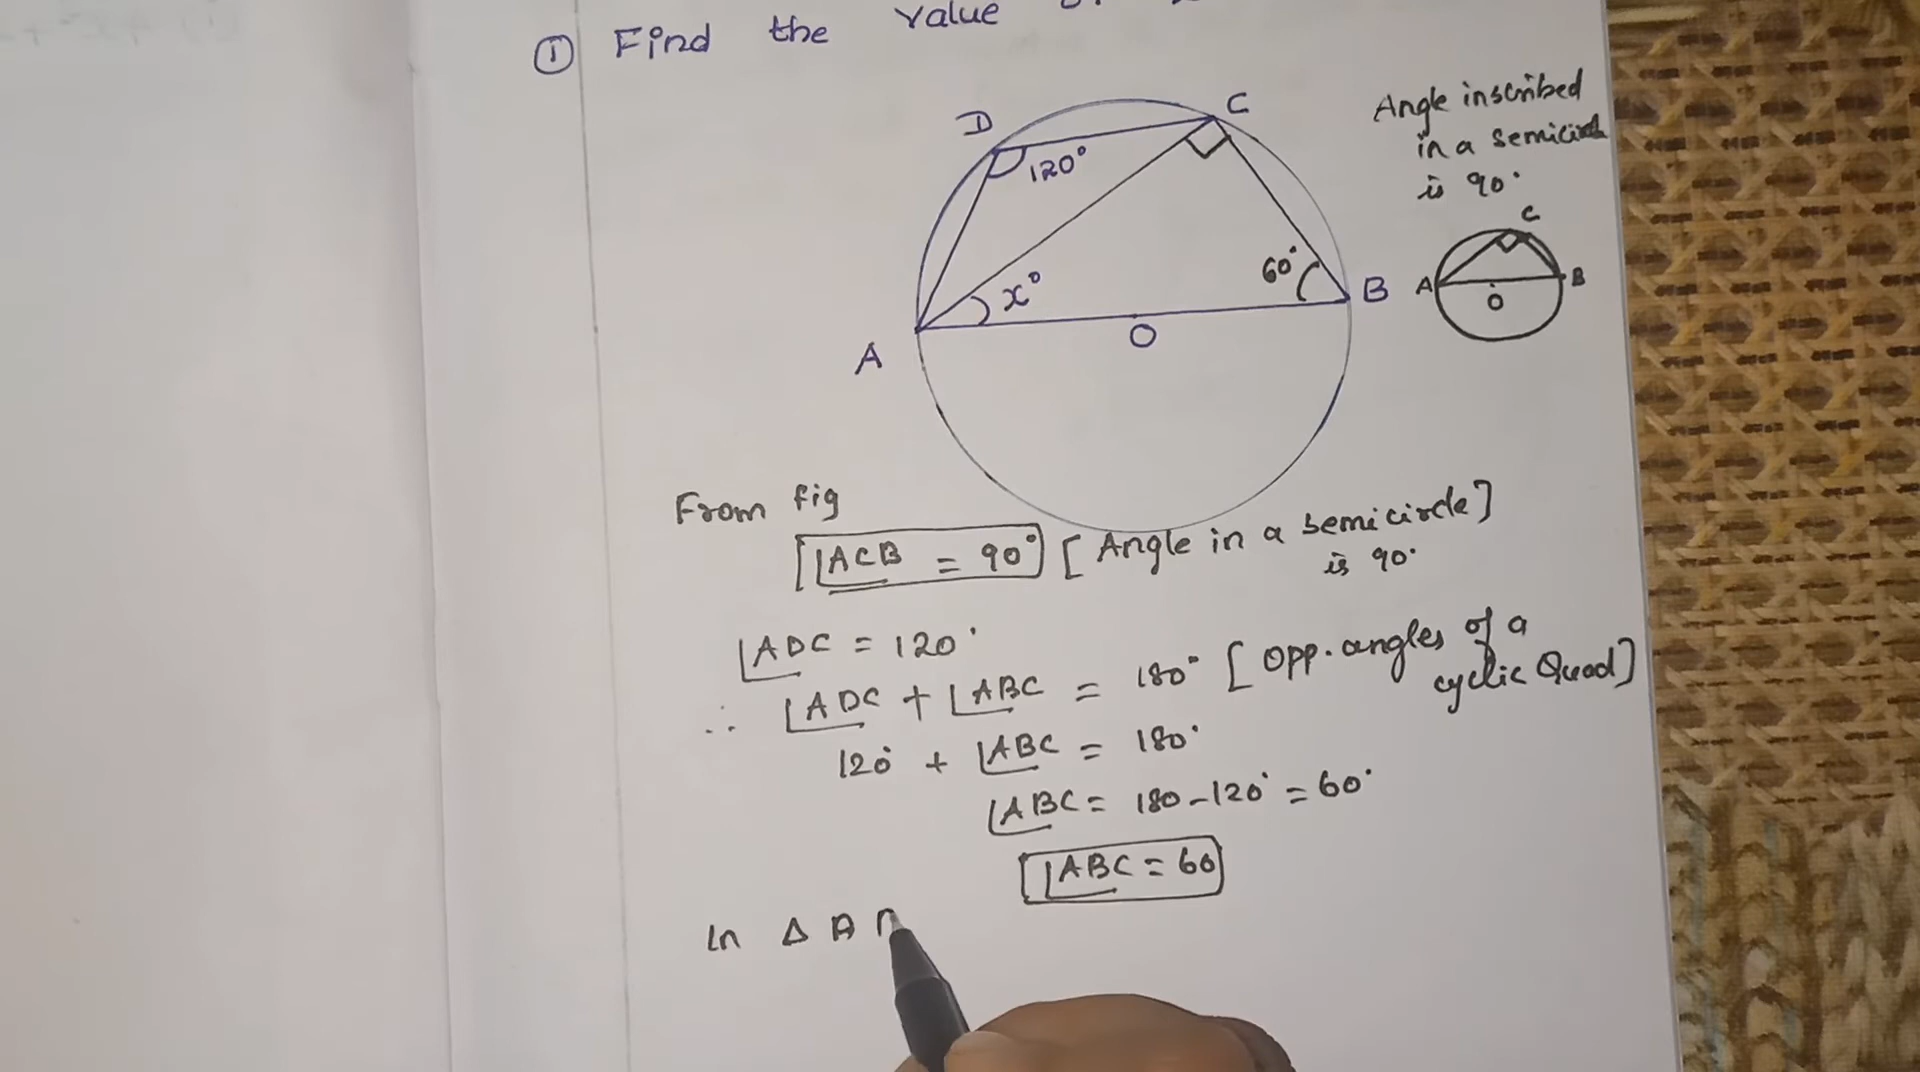 ① Find the value
D
C
120°
x°
60°
B
O
A
Angle inscribed
in a semicircle
is 90°
C
A
B
O
From fig
∠ACB = 90° [Angle in a semicircle]
is 90°
∠ADC = 120°
∴ ∠ADC + ∠ABC = 180° [opp. angles of a
cyclic Quad]
120° + ∠ABC = 180°
∠ABC = 180 - 120° = 60°
∠ABC = 60
In Δ A